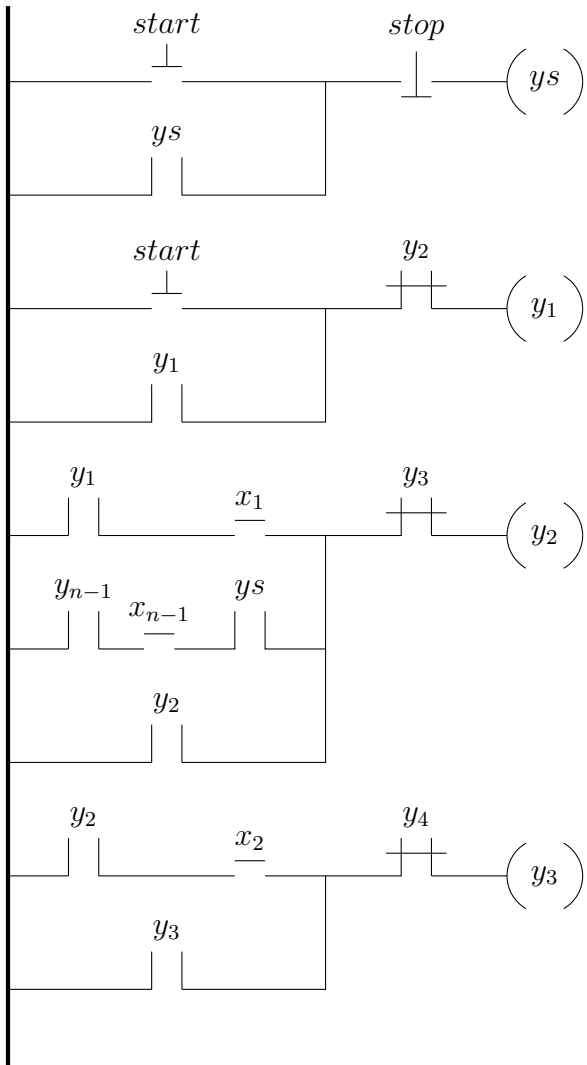 start stop
ys
ys
start y₂
y₁
y₁
y₁ x₁ y₃
y₂
yₙ₋₁ xₙ₋₁ ys
y₂
y₂ x₂ y₄
y₃
y₃